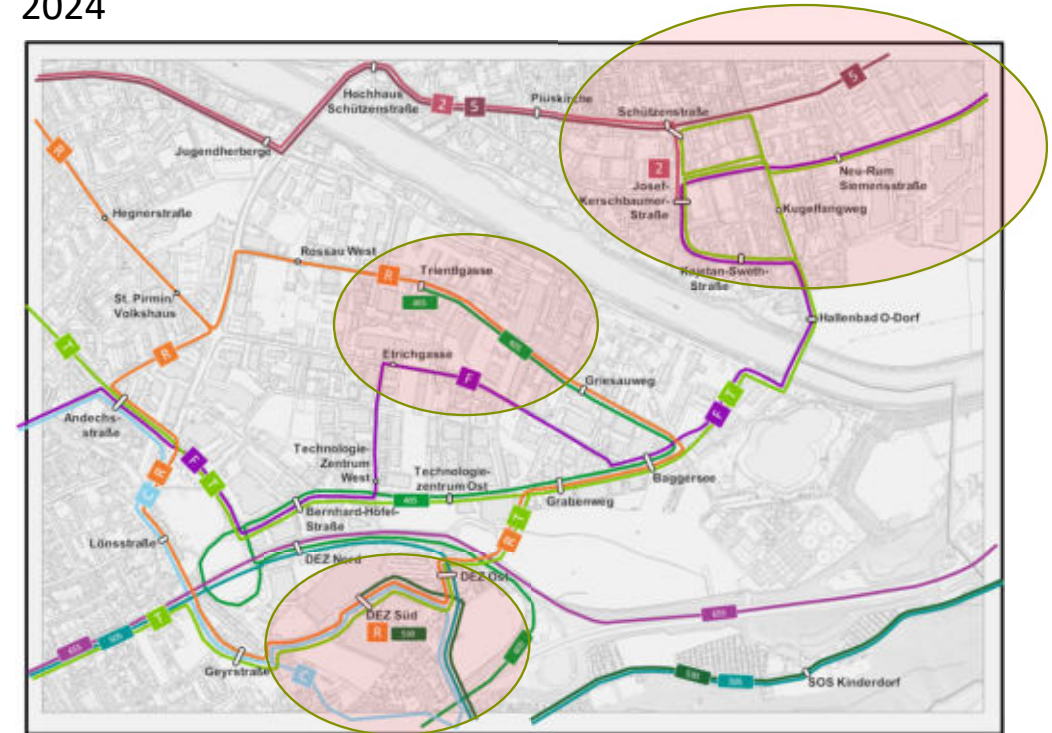 2024
S
Hochhaus
Schützenstraße
2
S
Piuskirche
Schützenstraße
Jugendherberge
R
2
Josef-
Kerschbaumer-
Straße
Neu-Rum
Siemensstraße
Kugelfangweg
Hegnerstraße
Rossau West
R
Trientlgasse
Kajetan-Sweth-
Straße
St. Pirmin/
Volkshaus
Hallenbad O-Dorf
T
R
Etrichgasse
F
Griesauweg
T
F
Andechs-
straße
F
T
Technologie-
Zentrum
West
Technologie-
zentrum Ost
Baggersee
C
Grabenweg
Bernhard-Höfel-
Straße
T
Lönsstraße
DEZ Nord
DEZ Ost
T
DEZ Süd
R
Geyrstraße
C
SOS Kinderdorf